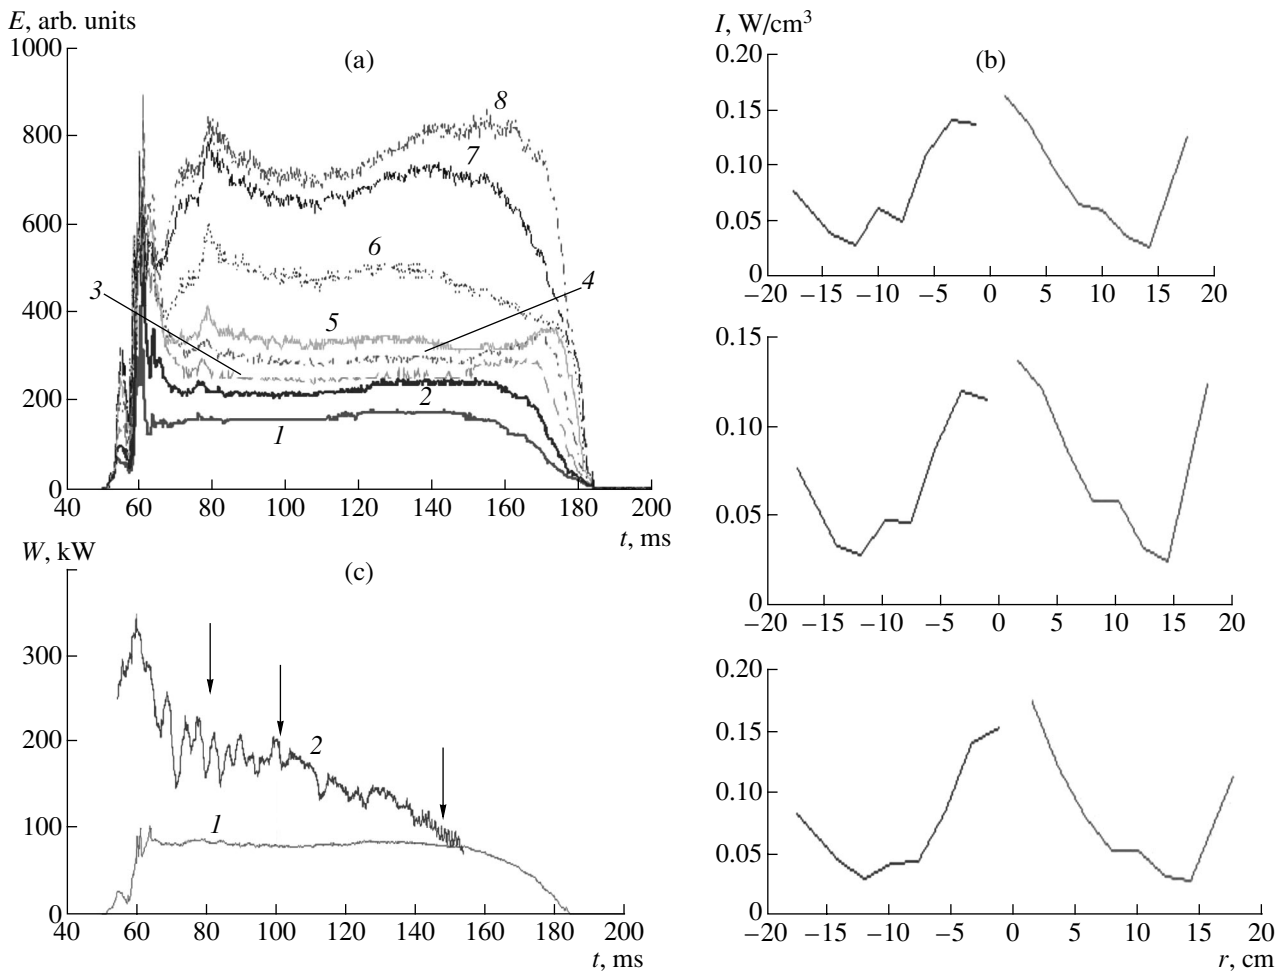 E, arb. units
(a)
1000
800
600
400
200
0
8
7
6
3
4
5
2
1
40 60 80 100 120 140 160 180 200
t, ms
W, kW
(c)
300
200
100
0
2
1
40 60 80 100 120 140 160 180 200
t, ms
I, W/cm³
(b)
0.20
0.15
0.10
0.05
0
−20 −15 −10 −5 0 5 10 15 20
0.15
0.10
0.05
0
−20 −15 −10 −5 0 5 10 15 20
0.20
0.15
0.10
0.05
0
−20 −15 −10 −5 0 5 10 15 20
r, cm